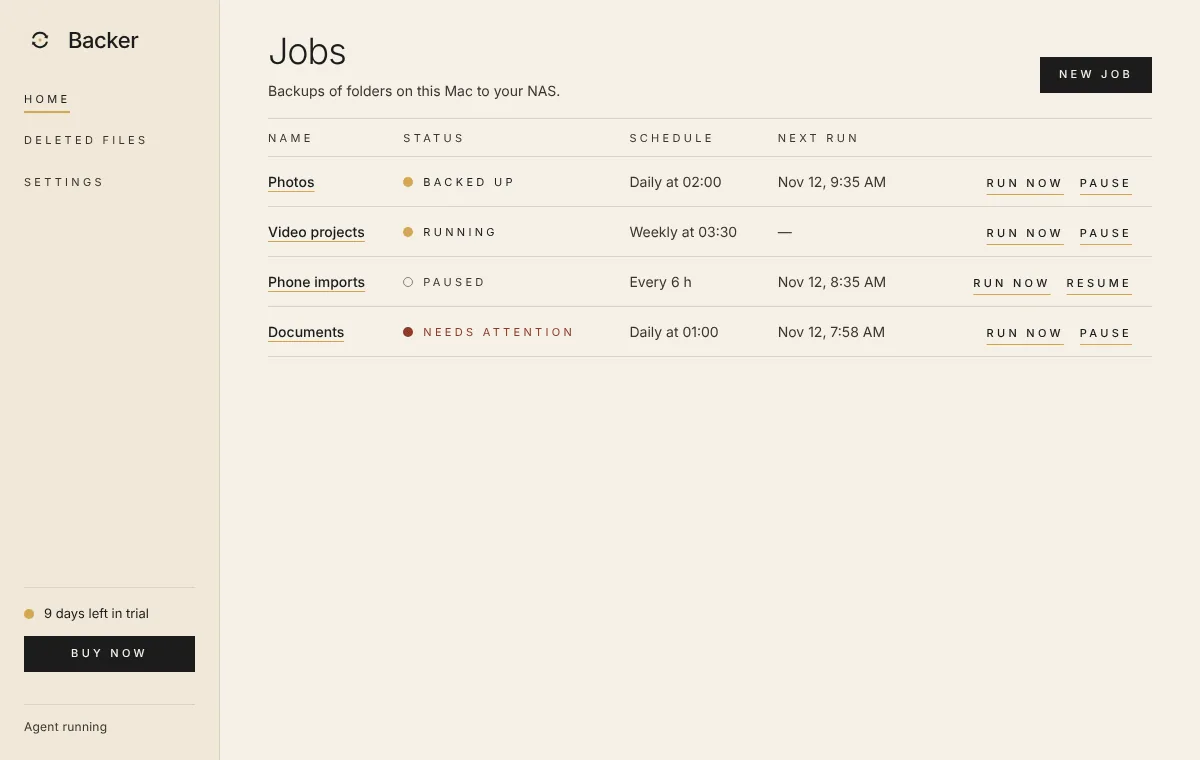 Backer
HOME
DELETED FILES
SETTINGS
9 days left in trial
BUY NOW
Agent running
Jobs
Backups of folders on this Mac to your NAS.
NEW JOB
NAME STATUS SCHEDULE NEXT RUN
Photos BACKED UP Daily at 02:00 Nov 12, 9:35 AM RUN NOW PAUSE
Video projects RUNNING Weekly at 03:30 — RUN NOW PAUSE
Phone imports PAUSED Every 6 h Nov 12, 8:35 AM RUN NOW RESUME
Documents NEEDS ATTENTION Daily at 01:00 Nov 12, 7:58 AM RUN NOW PAUSE